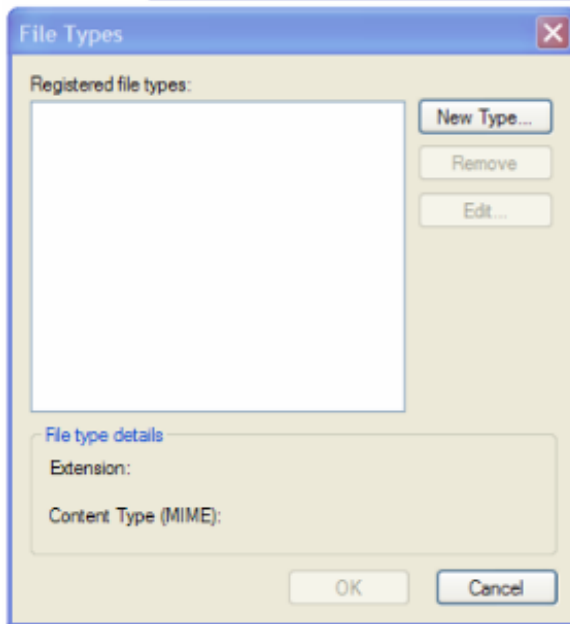 File Types
Registered file types:
New Type...
Remove
Edit...
File type details
Extension:
Content Type (MIME):
OK
Cancel